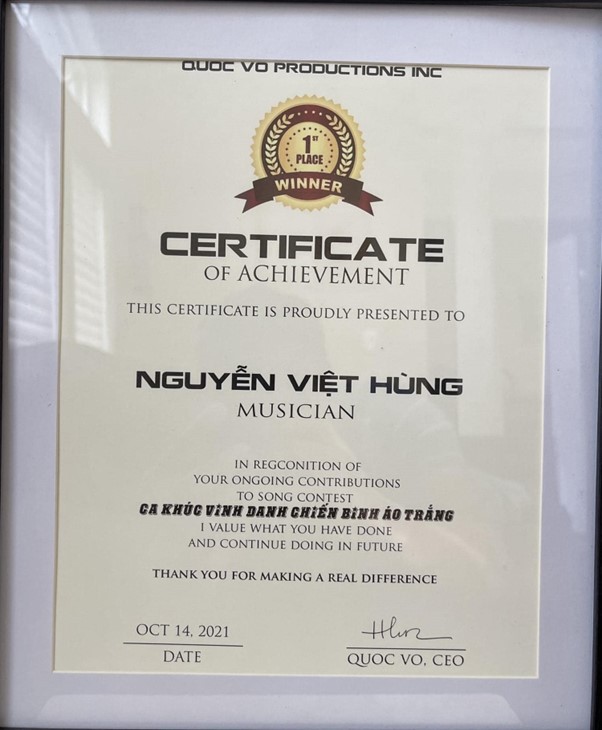 QUOC VO PRODUCTIONS INC
1ST
PLACE
WINNER
CERTIFICATE
OF ACHIEVEMENT
THIS CERTIFICATE IS PROUDLY PRESENTED TO
NGUYỄN VIỆT HÙNG
MUSICIAN
IN REGCONITION OF
YOUR ONGOING CONTRIBUTIONS
TO SONG CONTEST
CA KHÚC VINH DANH CHIẾN BINH ÁO TRẮNG
I VALUE WHAT YOU HAVE DONE
AND CONTINUE DOING IN FUTURE
THANK YOU FOR MAKING A REAL DIFFERENCE
OCT 14, 2021
DATE
QUOC VO, CEO